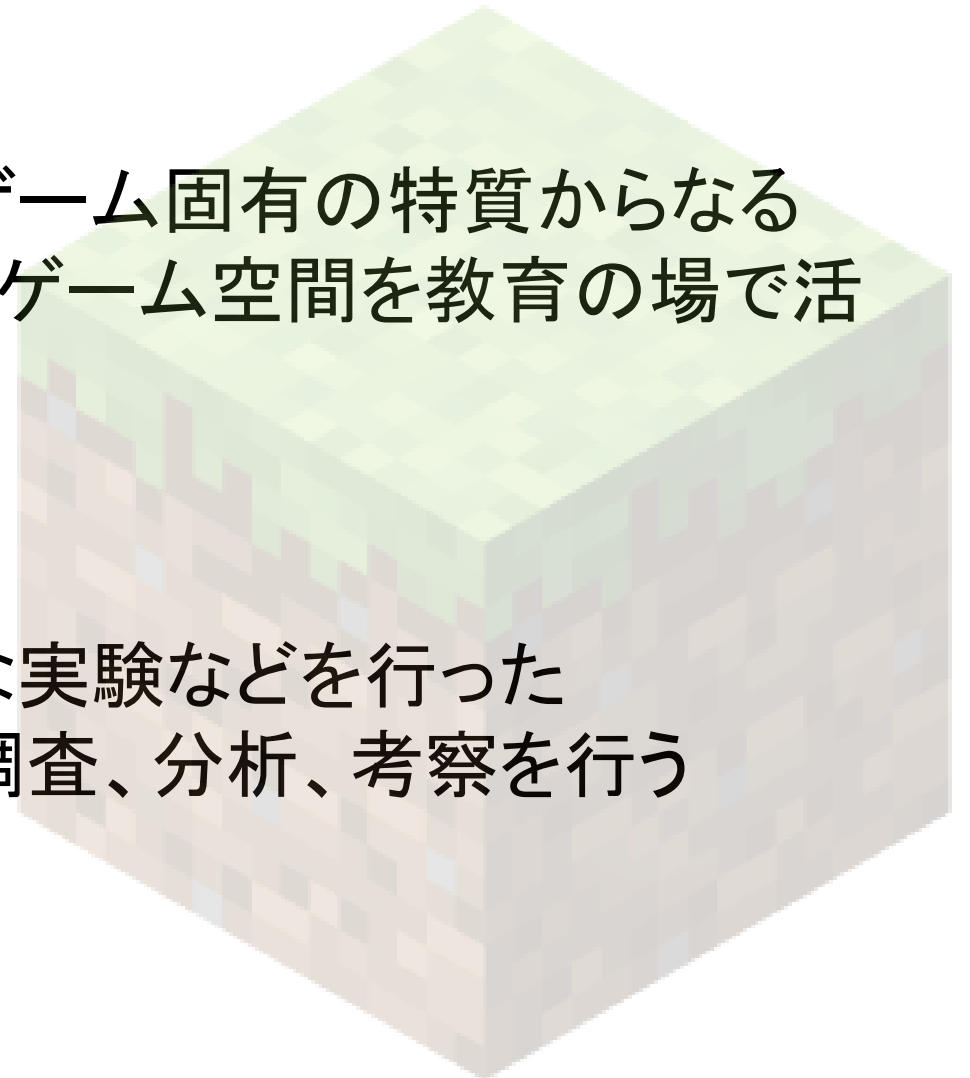 ゲーム固有の特質からなる
ゲーム空間を教育の場で活
な実験などを行った
調査、分析、考察を行う